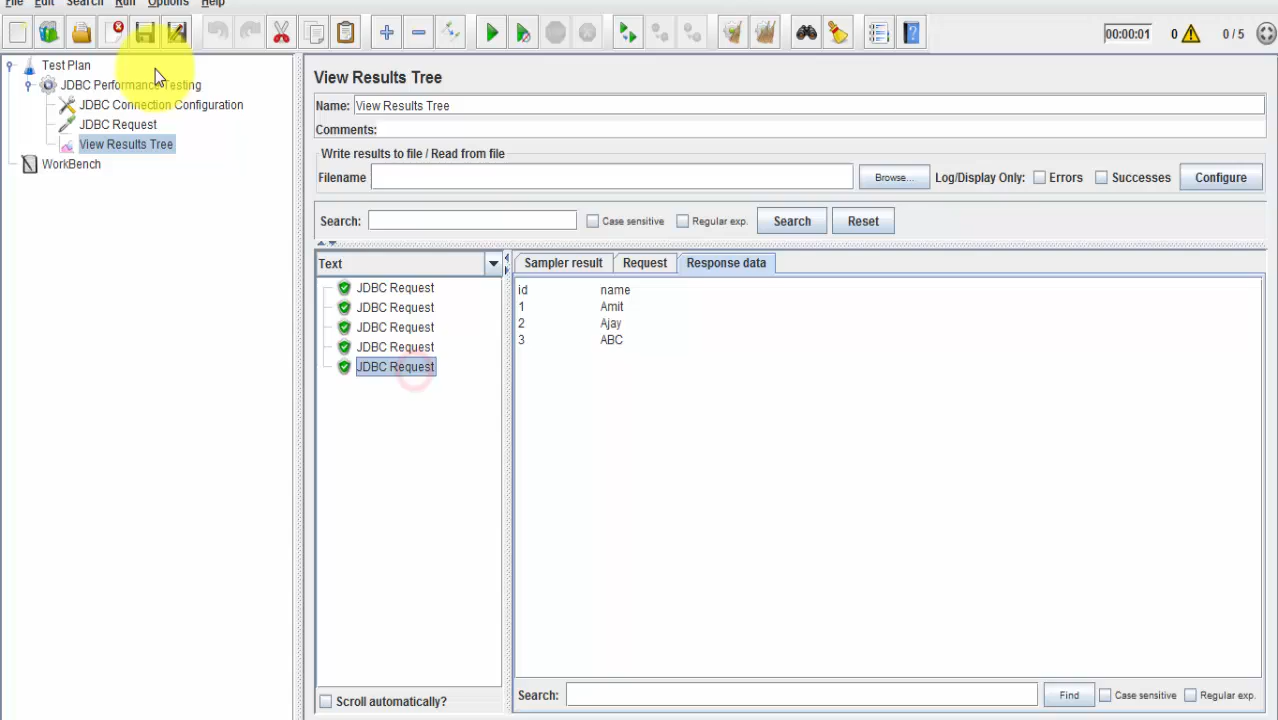 File Edit Search Run Options Help
00:00:01 0 0 / 5
Test Plan
JDBC Performance Testing
JDBC Connection Configuration
JDBC Request
View Results Tree
WorkBench
View Results Tree
Name: View Results Tree
Comments:
Write results to file / Read from file
Filename Browse... Log/Display Only: Errors Successes Configure
Search: Case sensitive Regular exp. Search Reset
Text
JDBC Request
JDBC Request
JDBC Request
JDBC Request
JDBC Request
Scroll automatically?
Sampler result Request Response data
id name
1 Amit
2 Ajay
3 ABC
Search: Find Case sensitive Regular exp.